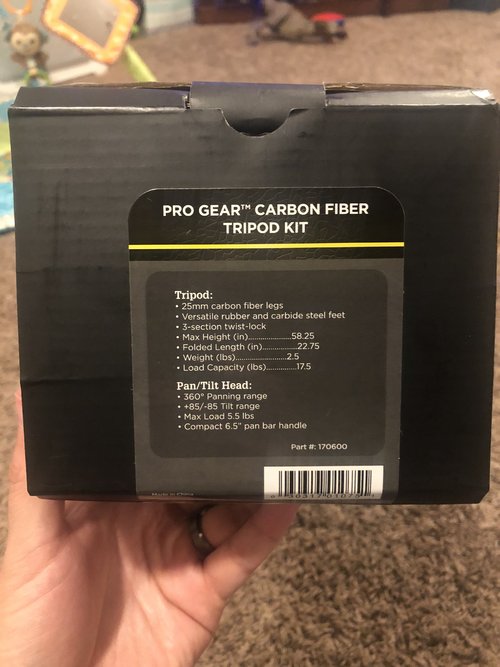 PRO GEAR™ CARBON FIBER
TRIPOD KIT
Tripod:
• 25mm carbon fiber legs
• Versatile rubber and carbide steel feet
• 3-section twist-lock
• Max Height (in)......................58.25
• Folded Length (in)..................22.75
• Weight (lbs)..........................2.5
• Load Capacity (lbs)...............17.5
Pan/Tilt Head:
• 360° Panning range
• +85/-85 Tilt range
• Max Load 5.5 lbs
• Compact 6.5" pan bar handle
Part #: 170600
Made in China